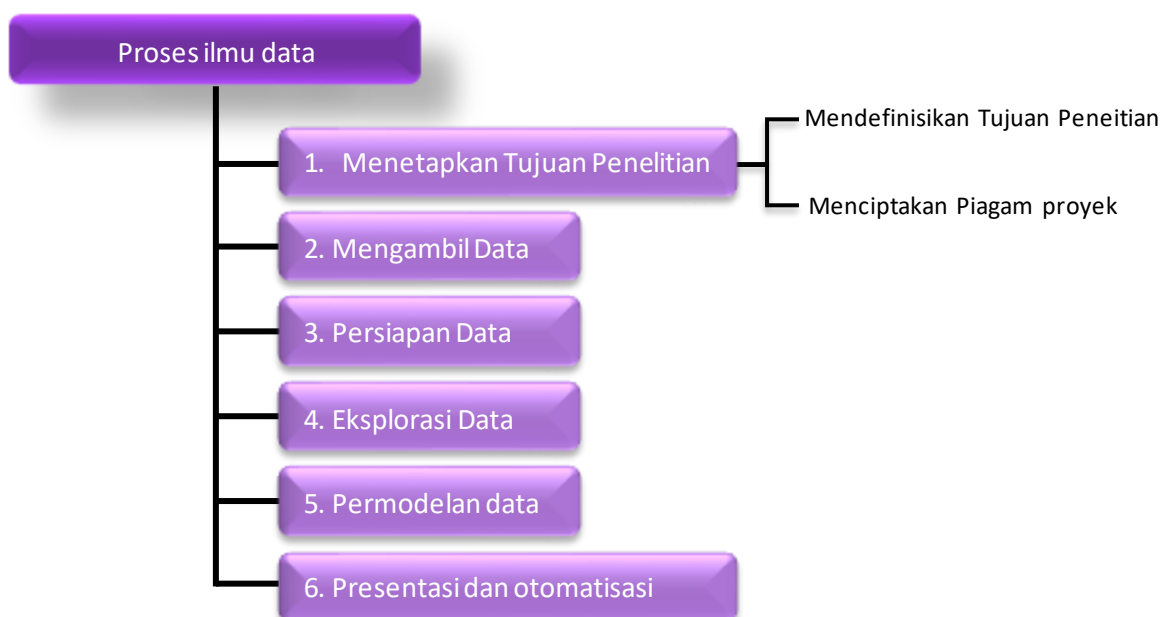 Proses ilmu data
1. Menetapkan Tujuan Penelitian
Mendefinisikan Tujuan Peneitian
Menciptakan Piagam proyek
2. Mengambil Data
3. Persiapan Data
4. Eksplorasi Data
5. Permodelan data
6. Presentasi dan otomatisasi